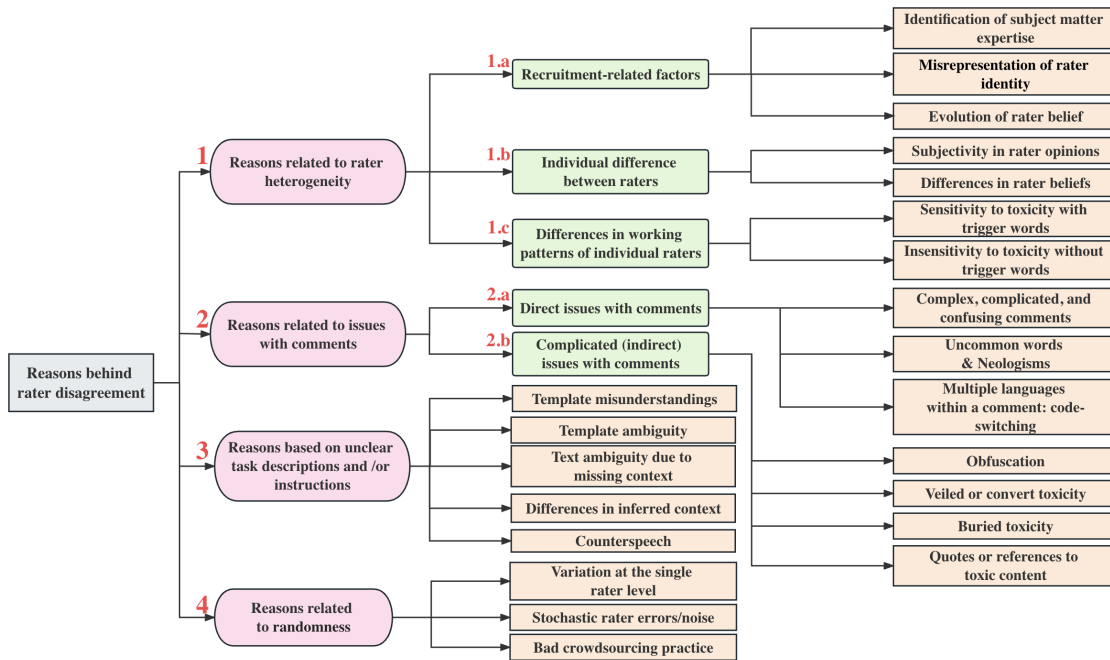 Reasons behind
rater disagreement
1
Reasons related to rater
heterogeneity
1.a
Recruitment-related factors
Identification of subject matter
expertise
Misrepresentation of rater
identity
Evolution of rater belief
1.b
Individual difference
between raters
Subjectivity in rater opinions
Differences in rater beliefs
1.c
Differences in working
patterns of individual raters
Sensitivity to toxicity with
trigger words
Insensitivity to toxicity without
trigger words
2
Reasons related to issues
with comments
2.a
Direct issues with comments
Complex, complicated, and
confusing comments
Uncommon words
& Neologisms
Multiple languages
within a comment: code-
switching
2.b
Complicated (indirect)
issues with comments
Obfuscation
Veiled or convert toxicity
Buried toxicity
Quotes or references to
toxic content
3
Reasons based on unclear
task descriptions and /or
instructions
Template misunderstandings
Template ambiguity
Text ambiguity due to
missing context
Differences in inferred context
Counterspeech
4
Reasons related
to randomness
Variation at the single
rater level
Stochastic rater errors/noise
Bad crowdsourcing practice